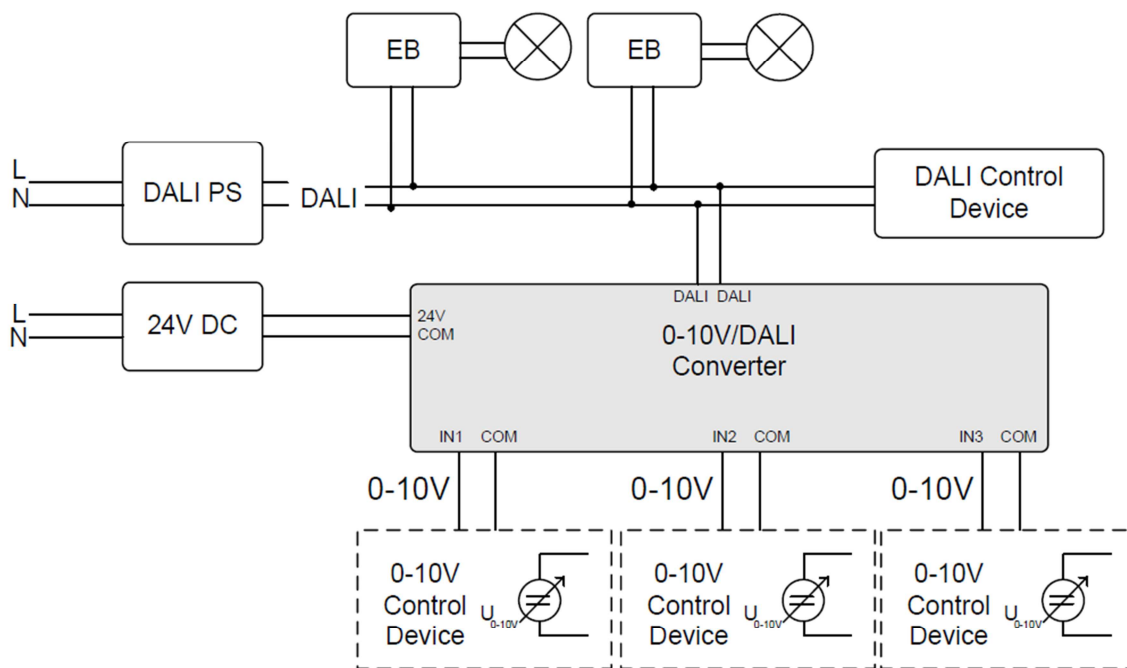 EB
EB
L
N
DALI PS
DALI
DALI Control
Device
L
N
24V DC
24V
COM
DALI DALI
0-10V/DALI
Converter
IN1 COM
IN2 COM
IN3 COM
0-10V
0-10V
0-10V
0-10V
Control
Device
U0-10V
0-10V
Control
Device
U0-10V
0-10V
Control
Device
U0-10V